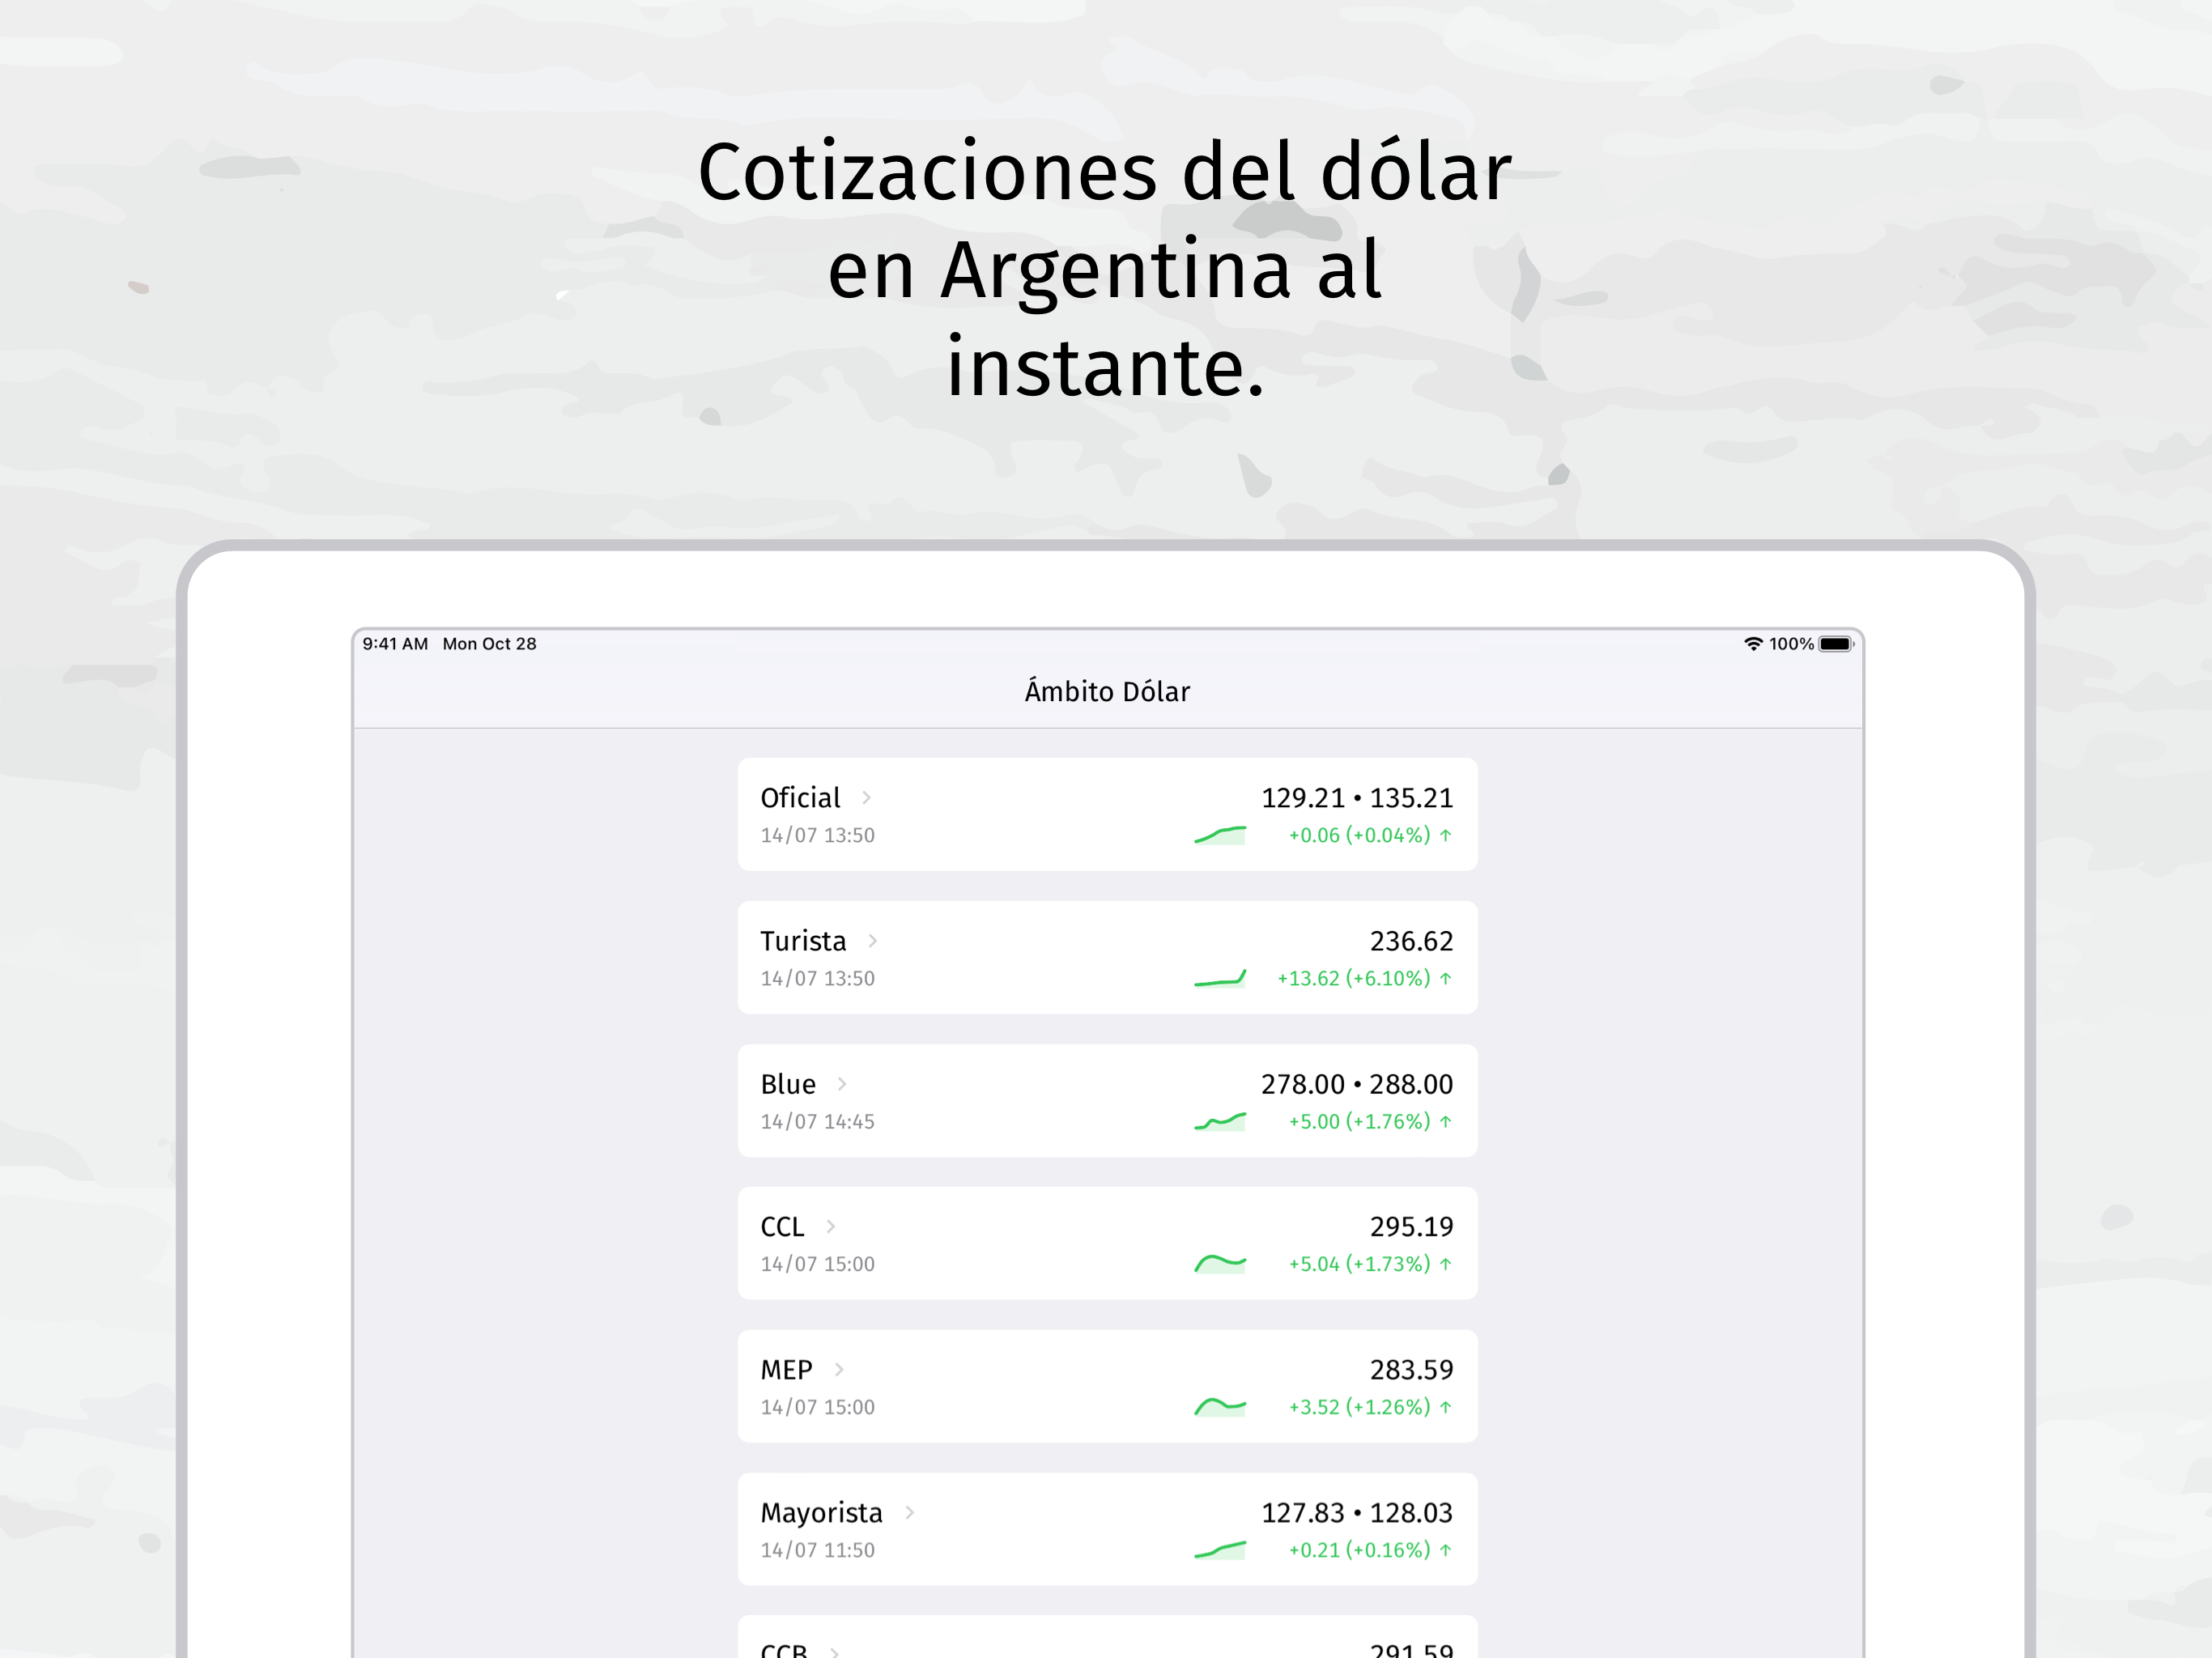 Cotizaciones del dólar
en Argentina al
instante.
9:41 AM Mon Oct 28 100%
Ámbito Dólar
Oficial 129.21 • 135.21
14/07 13:50 +0.06 (+0.04%) ↑
Turista 236.62
14/07 13:50 +13.62 (+6.10%) ↑
Blue 278.00 • 288.00
14/07 14:45 +5.00 (+1.76%) ↑
CCL 295.19
14/07 15:00 +5.04 (+1.73%) ↑
MEP 283.59
14/07 15:00 +3.52 (+1.26%) ↑
Mayorista 127.83 • 128.03
14/07 11:50 +0.21 (+0.16%) ↑
CCB 291.59